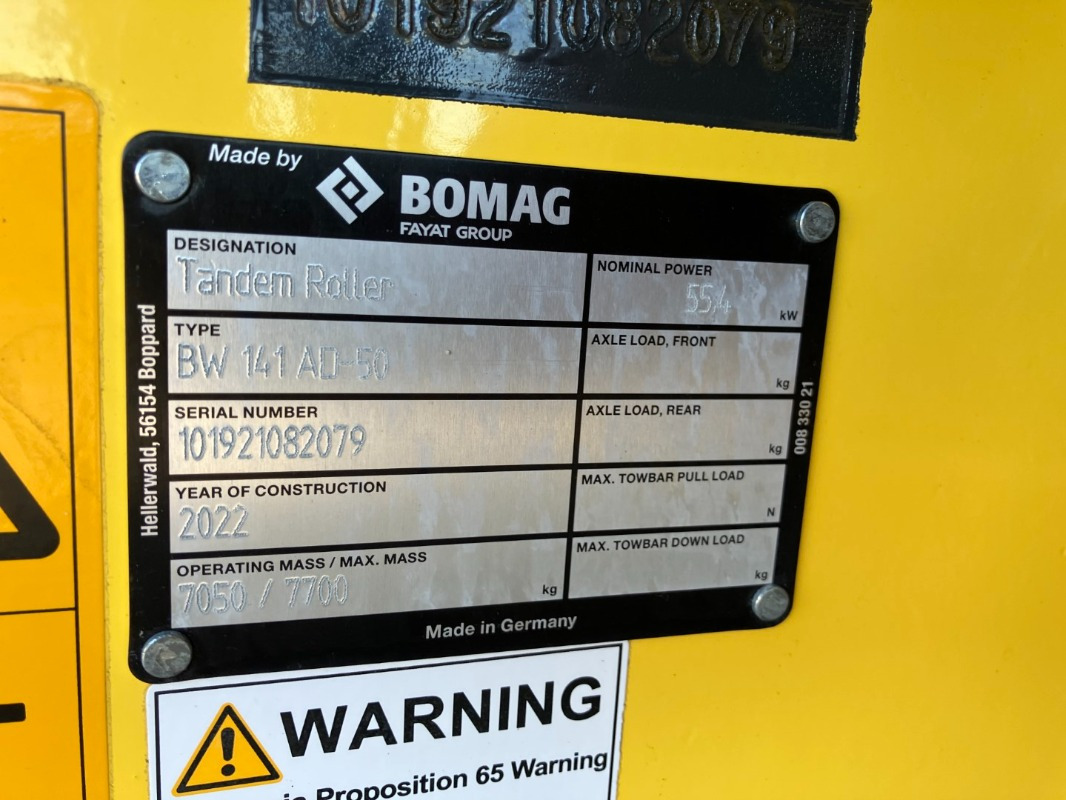 101921082079
Made by
BOMAG
FAYAT GROUP
Hellerwald, 56154 Boppard
DESIGNATION
Tandem Roller
NOMINAL POWER
55,4 kW
TYPE
BW 141 AD-50
AXLE LOAD, FRONT
kg
SERIAL NUMBER
101921082079
AXLE LOAD, REAR
kg
YEAR OF CONSTRUCTION
2022
MAX. TOWBAR PULL LOAD
N
OPERATING MASS / MAX. MASS
7050 / 7700 kg
MAX. TOWBAR DOWN LOAD
kg
008 330 21
Made in Germany
WARNING
Proposition 65 Warning